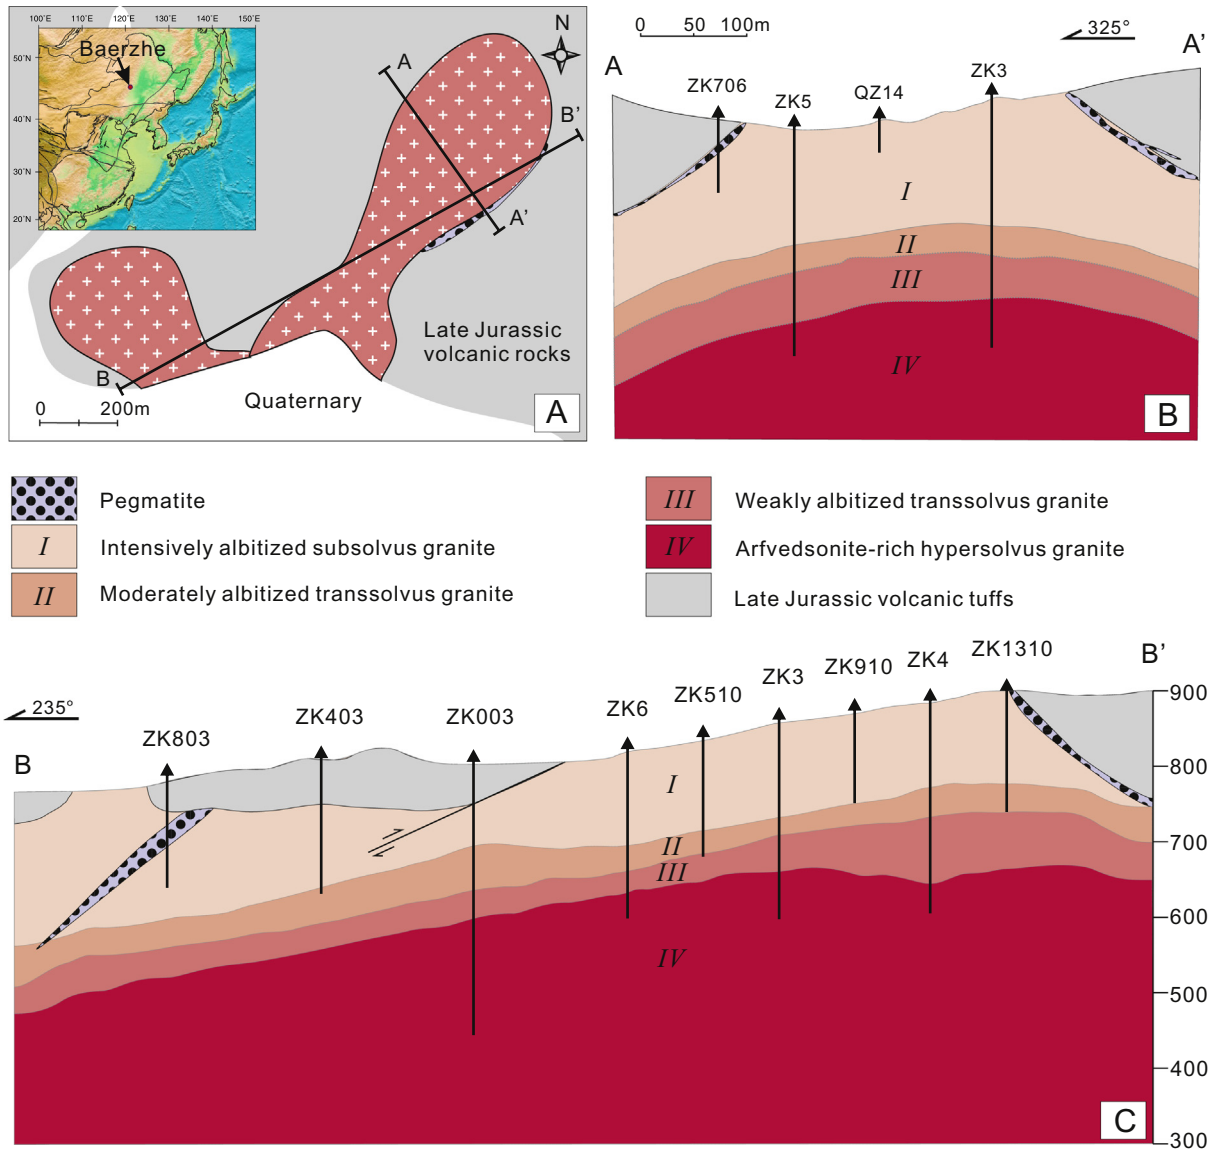 100°E 110°E 120°E 130°E 140°E 150°E
50°N
40°N
30°N
20°N
Baerzhe
N
A
B'
A'
B
Late Jurassic
volcanic rocks
Quaternary
0 200m
A
0 50 100m
325°
A
A'
ZK706
ZK5
QZ14
ZK3
I
II
III
IV
B
Pegmatite
I Intensively albitized subsolvus granite
II Moderately albitized transsolvus granite
III Weakly albitized transsolvus granite
IV Arfvedsonite-rich hypersolvus granite
Late Jurassic volcanic tuffs
235°
B
B'
ZK803
ZK403
ZK003
ZK6
ZK510
ZK3
ZK910
ZK4
ZK1310
I
II
III
IV
900
800
700
600
500
400
300
C